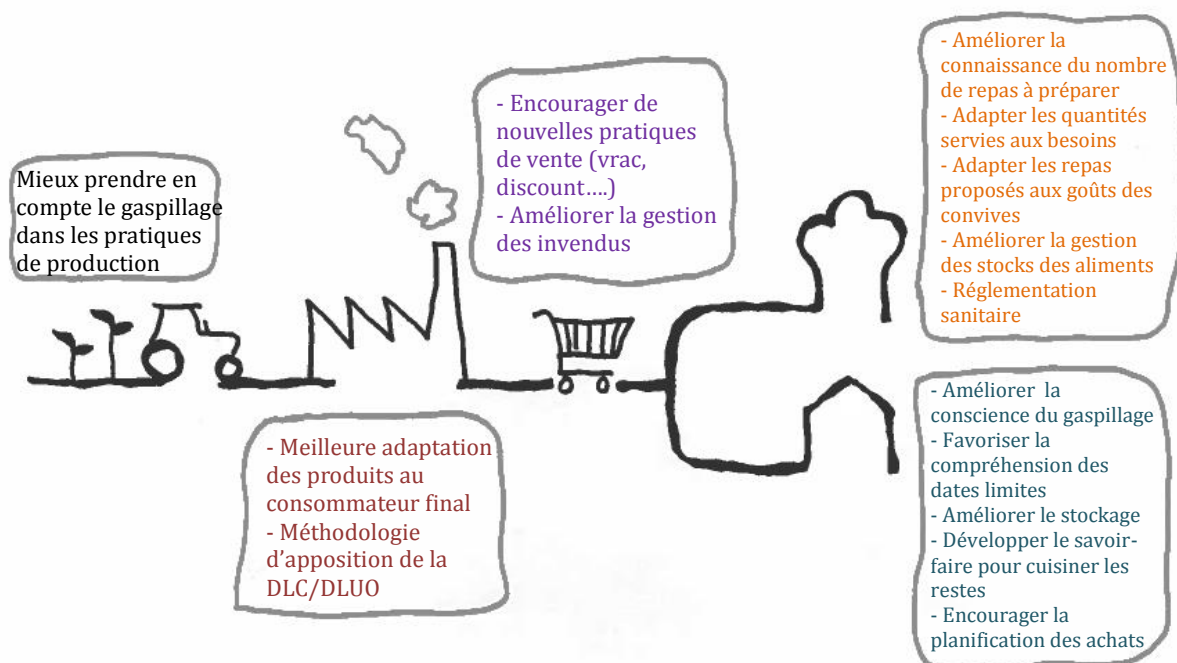 Mieux prendre en
compte le gaspillage
dans les pratiques
de production
- Meilleure adaptation
des produits au
consommateur final
- Méthodologie
d'apposition de la
DLC/DLUO
- Encourager de
nouvelles pratiques
de vente (vrac,
discount....)
- Améliorer la gestion
des invendus
- Améliorer la
connaissance du nombre
de repas à préparer
- Adapter les quantités
servies aux besoins
- Adapter les repas
proposés aux goûts des
convives
- Améliorer la gestion
des stocks des aliments
- Réglementation
sanitaire
- Améliorer la
conscience du gaspillage
- Favoriser la
compréhension des
dates limites
- Améliorer le stockage
- Développer le savoir-
faire pour cuisiner les
restes
- Encourager la
planification des achats